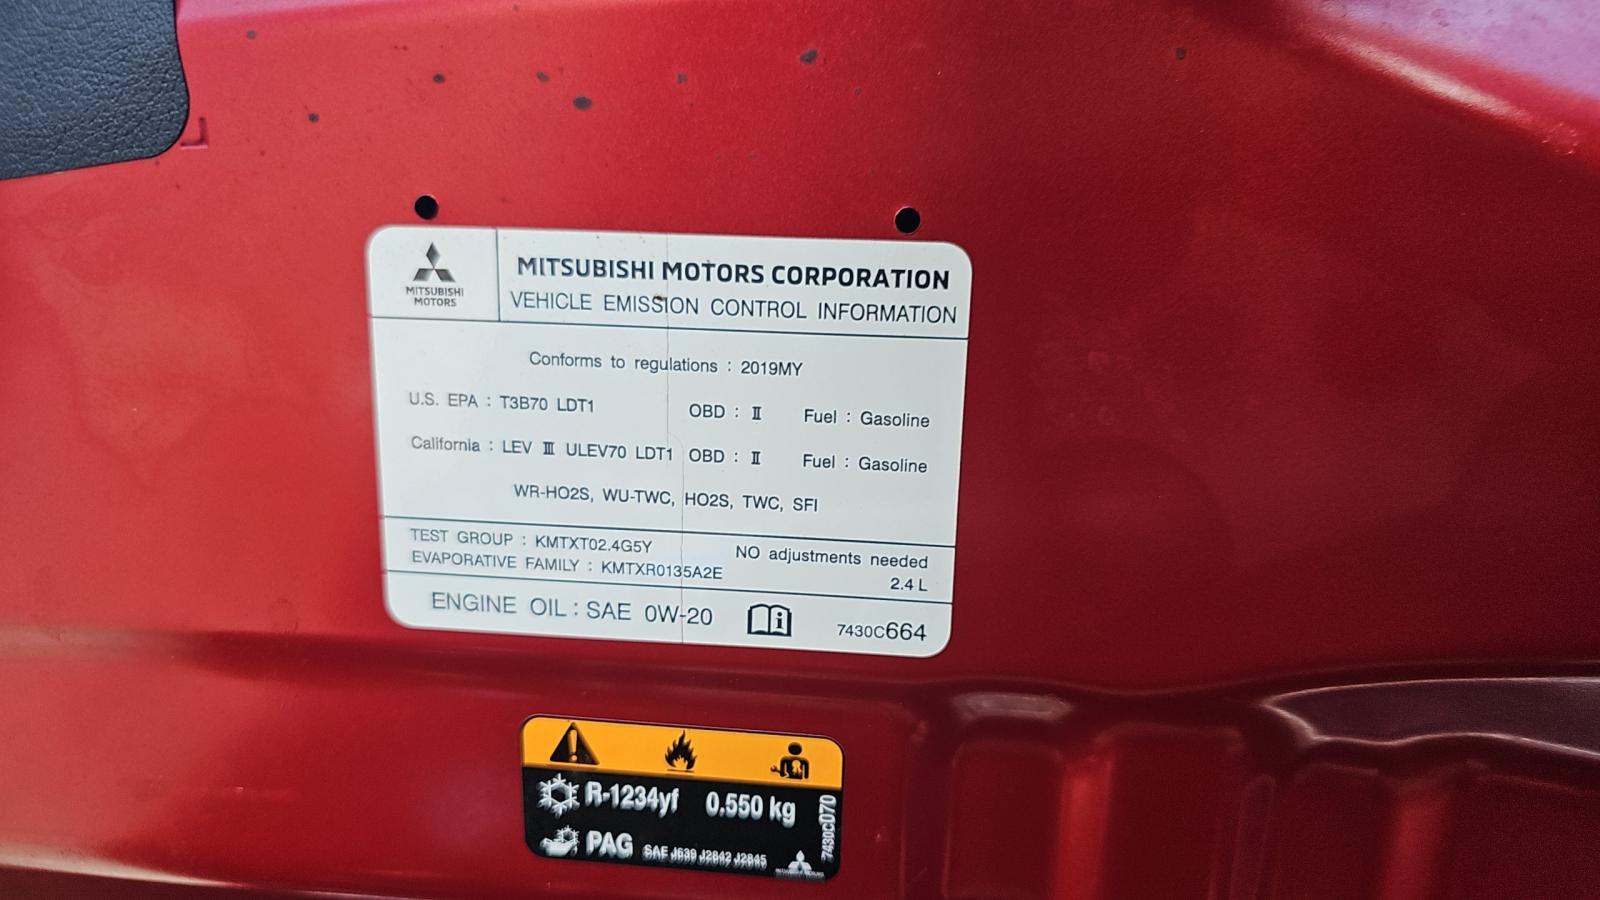 MITSUBISHI
MOTORS
MITSUBISHI MOTORS CORPORATION
VEHICLE EMISSION CONTROL INFORMATION
Conforms to regulations : 2019MY
U.S. EPA : T3B70 LDT1 OBD : Ⅱ Fuel : Gasoline
California : LEV Ⅲ ULEV70 LDT1 OBD : Ⅱ Fuel : Gasoline
WR-HO2S, WU-TWC, HO2S, TWC, SFI
TEST GROUP : KMTXT02.4G5Y
EVAPORATIVE FAMILY : KMTXR0135A2E
NO adjustments needed
2.4 L
ENGINE OIL : SAE 0W-20
7430C664
R-1234yf 0.550 kg
PAG SAE J639 J2842 J2845
7430C070
MITSUBISHI MOTORS